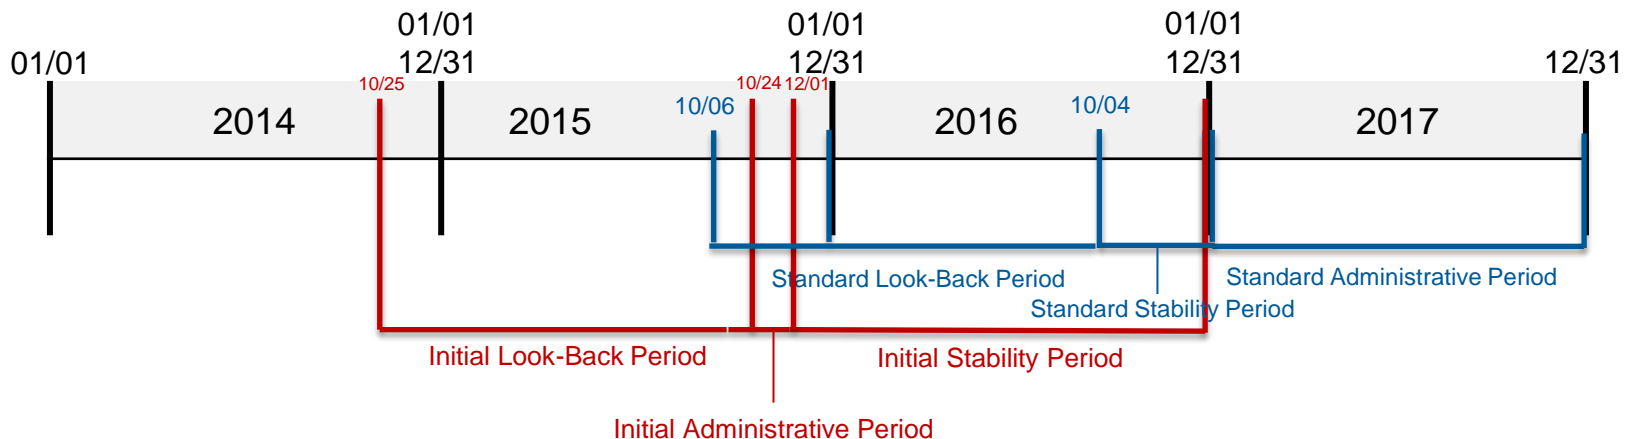 01/01
01/01
01/01
01/01
12/31
12/31
12/31
12/31
10/25
10/24
12/01
2014
2015
10/06
2016
10/04
2017
Standard Look-Back Period
Standard Administrative Period
Standard Stability Period
Initial Look-Back Period
Initial Stability Period
Initial Administrative Period